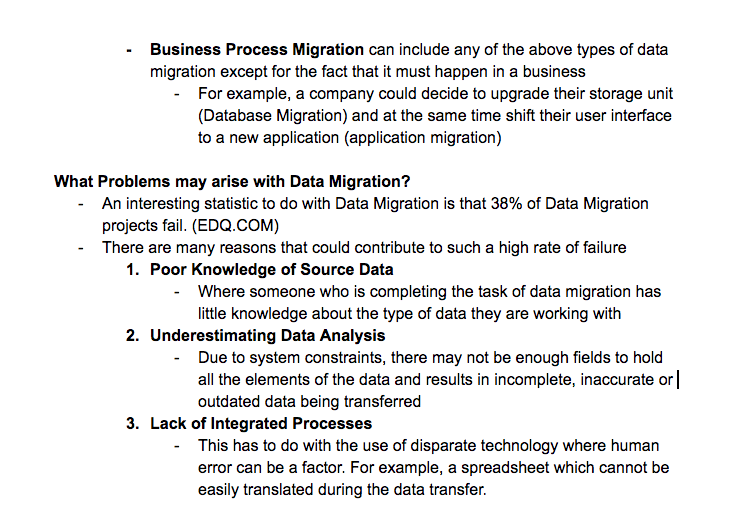 - Business Process Migration can include any of the above types of data
migration except for the fact that it must happen in a business
- For example, a company could decide to upgrade their storage unit
(Database Migration) and at the same time shift their user interface
to a new application (application migration)
What Problems may arise with Data Migration?
- An interesting statistic to do with Data Migration is that 38% of Data Migration
projects fail. (EDQ.COM)
- There are many reasons that could contribute to such a high rate of failure
1. Poor Knowledge of Source Data
- Where someone who is completing the task of data migration has
little knowledge about the type of data they are working with
2. Underestimating Data Analysis
- Due to system constraints, there may not be enough fields to hold
all the elements of the data and results in incomplete, inaccurate or
outdated data being transferred
3. Lack of Integrated Processes
- This has to do with the use of disparate technology where human
error can be a factor. For example, a spreadsheet which cannot be
easily translated during the data transfer.